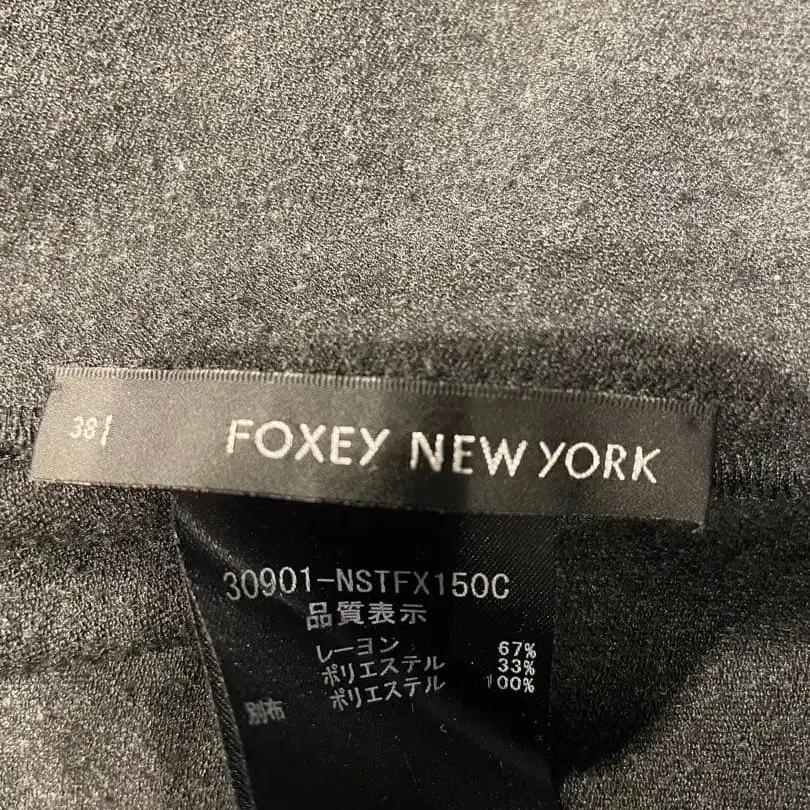 38
FOXEY NEW YORK
30901-NSTFX150C
品質表示
レーヨン 67%
ポリエステル 33%
別布 ポリエステル 100%